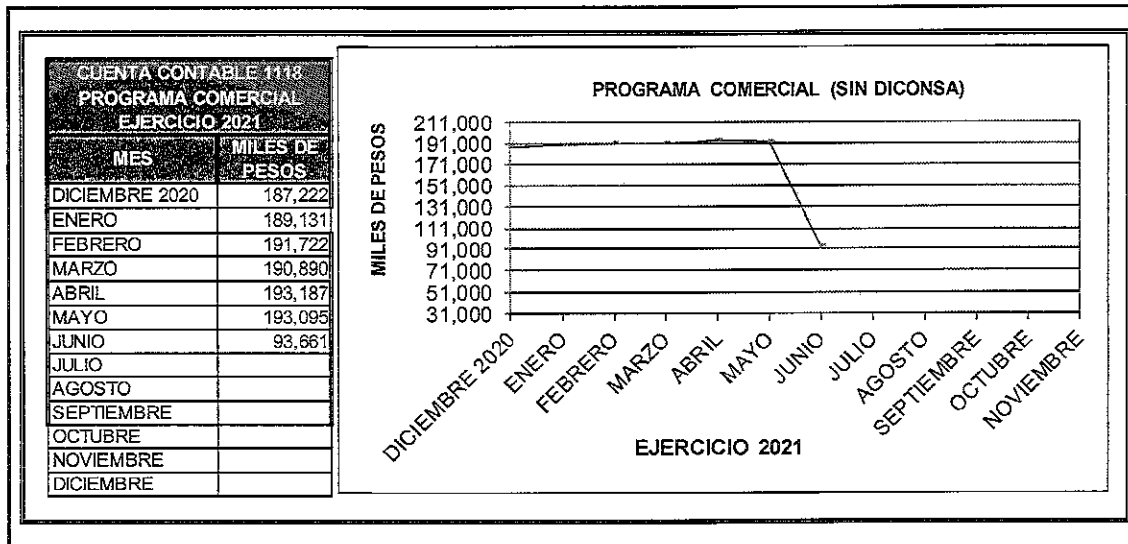 CUENTA CONTABLE 1118
PROGRAMA COMERCIAL
EJERCICIO 2021
MES MILES DE PESOS
DICIEMBRE 2020 187,222
ENERO 189,131
FEBRERO 191,722
MARZO 190,890
ABRIL 193,187
MAYO 193,095
JUNIO 93,661
JULIO
AGOSTO
SEPTIEMBRE
OCTUBRE
NOVIEMBRE
DICIEMBRE
PROGRAMA COMERCIAL (SIN DICONSA)
MILES DE PESOS
211,000
191,000
171,000
151,000
131,000
111,000
91,000
71,000
51,000
31,000
DICIEMBRE 2020
ENERO
FEBRERO
MARZO
ABRIL
MAYO
JUNIO
JULIO
AGOSTO
SEPTIEMBRE
OCTUBRE
NOVIEMBRE
EJERCICIO 2021